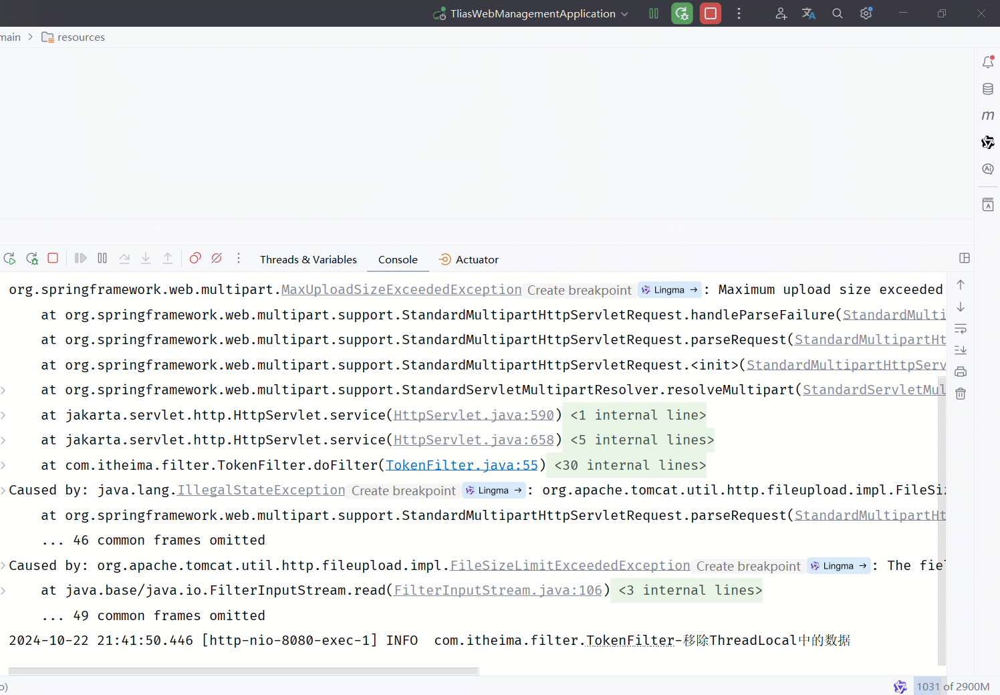 TliasWebManagementApplication
main > resources
Threads & Variables Console Actuator
org.springframework.web.multipart.MaxUploadSizeExceededException Create breakpoint Lingma → : Maximum upload size exceeded
at org.springframework.web.multipart.support.StandardMultipartHttpServletRequest.handleParseFailure(StandardMulti
at org.springframework.web.multipart.support.StandardMultipartHttpServletRequest.parseRequest(StandardMultipartHt
at org.springframework.web.multipart.support.StandardMultipartHttpServletRequest.<init>(StandardMultipartHttpServ
at org.springframework.web.multipart.support.StandardServletMultipartResolver.resolveMultipart(StandardServletMul
at jakarta.servlet.http.HttpServlet.service(HttpServlet.java:590) <1 internal line>
at jakarta.servlet.http.HttpServlet.service(HttpServlet.java:658) <5 internal lines>
at com.itheima.filter.TokenFilter.doFilter(TokenFilter.java:55) <30 internal lines>
Caused by: java.lang.IllegalStateException Create breakpoint Lingma → : org.apache.tomcat.util.http.fileupload.impl.FileSiz
at org.springframework.web.multipart.support.StandardMultipartHttpServletRequest.parseRequest(StandardMultipartHt
... 46 common frames omitted
Caused by: org.apache.tomcat.util.http.fileupload.impl.FileSizeLimitExceededException Create breakpoint Lingma → : The fiel
at java.base/java.io.FilterInputStream.read(FilterInputStream.java:106) <3 internal lines>
... 49 common frames omitted
2024-10-22 21:41:50.446 [http-nio-8080-exec-1] INFO com.itheima.filter.TokenFilter-移除ThreadLocal中的数据
o)
1031 of 2900M